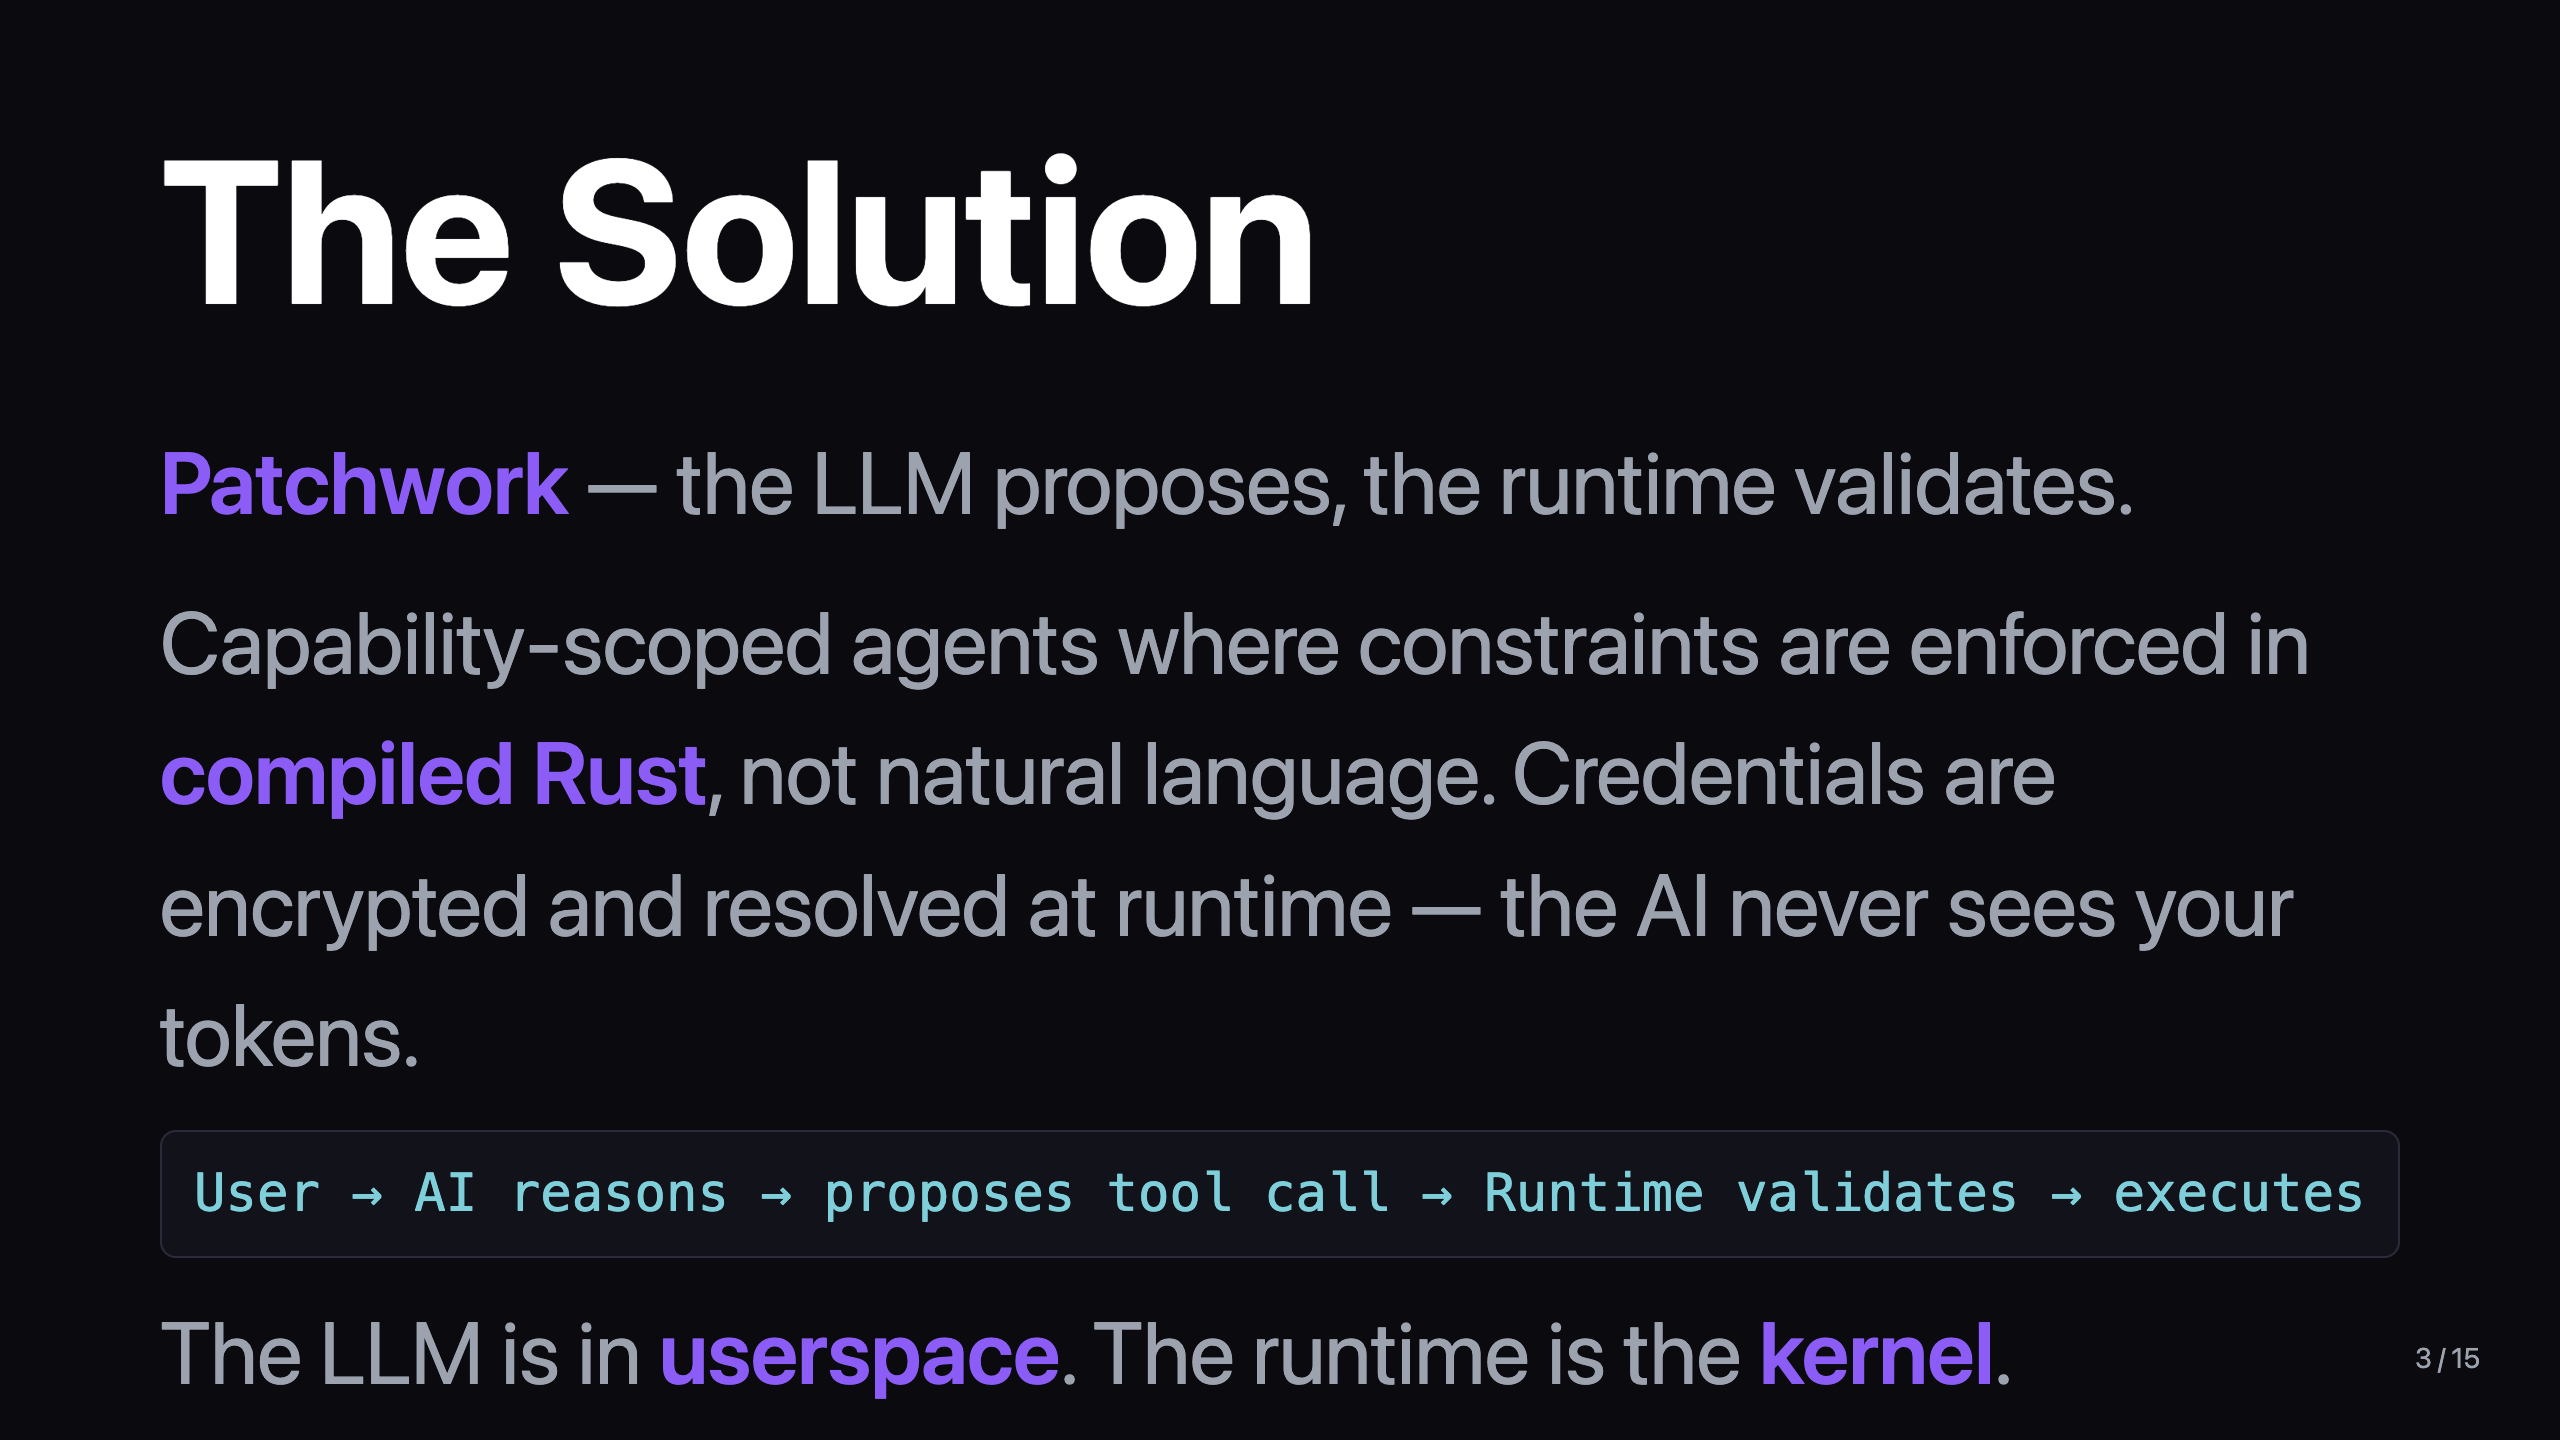 The Solution
Patchwork — the LLM proposes, the runtime validates.
Capability-scoped agents where constraints are enforced in
compiled Rust, not natural language. Credentials are
encrypted and resolved at runtime — the AI never sees your
tokens.
User → AI reasons → proposes tool call → Runtime validates → executes
The LLM is in userspace. The runtime is the kernel.
3 / 15